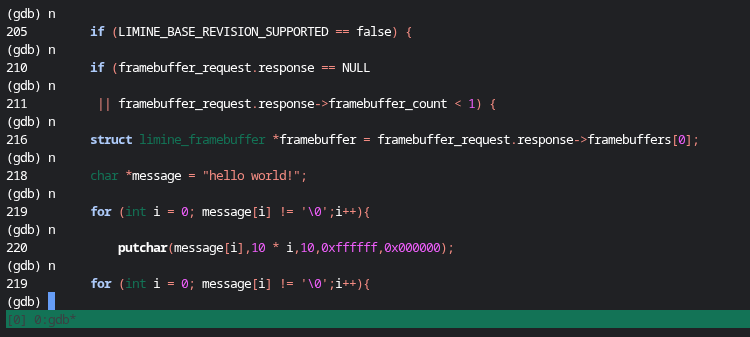 (gdb) n
205 if (LIMINE_BASE_REVISION_SUPPORTED == false) {
(gdb) n
210 if (framebuffer_request.response == NULL
(gdb) n
211 || framebuffer_request.response->framebuffer_count < 1) {
(gdb) n
216 struct limine_framebuffer *framebuffer = framebuffer_request.response->framebuffers[0];
(gdb) n
218 char *message = "hello world!";
(gdb) n
219 for (int i = 0; message[i] != '\0';i++){
(gdb) n
220 putchar(message[i],10 * i,10,0xffffff,0x000000);
(gdb) n
219 for (int i = 0; message[i] != '\0';i++){
(gdb)
[0] 0:gdb*